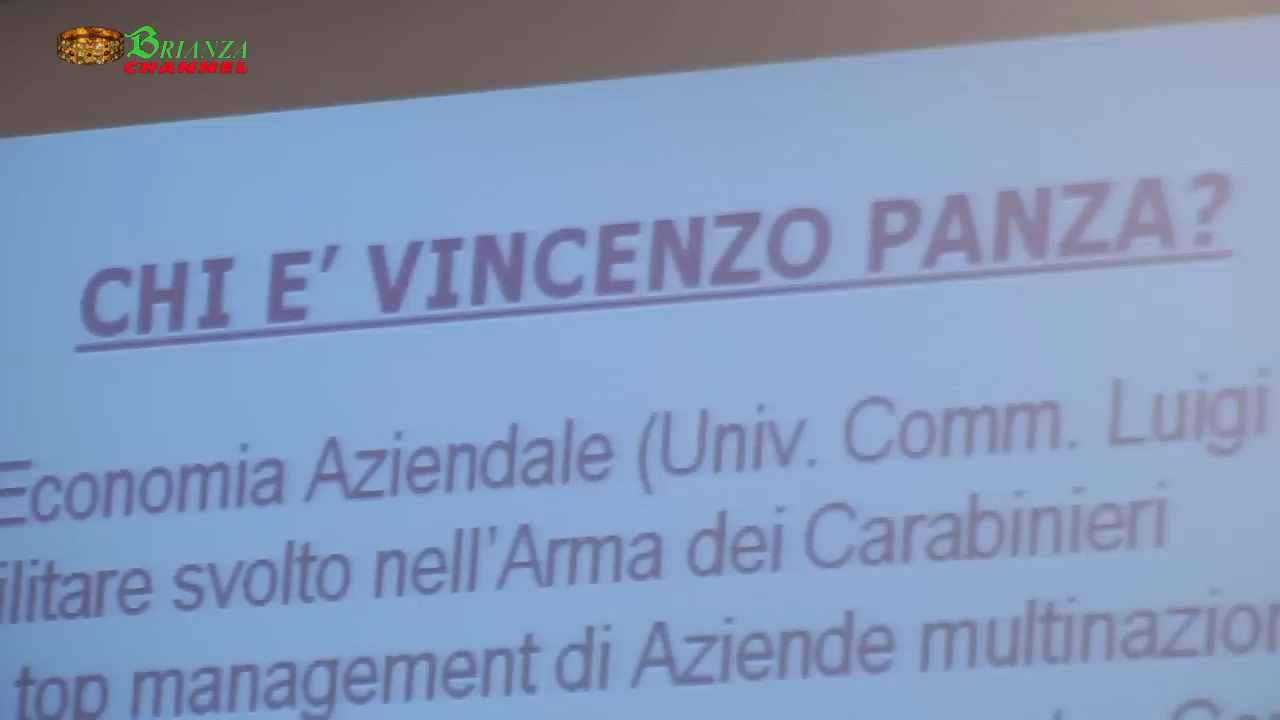 BRIANZA
CHANNEL
CHI E’ VINCENZO PANZA?
Economia Aziendale (Univ. Comm. Luigi
ilitare svolto nell'Arma dei Carabinieri
top management di Aziende multinazion